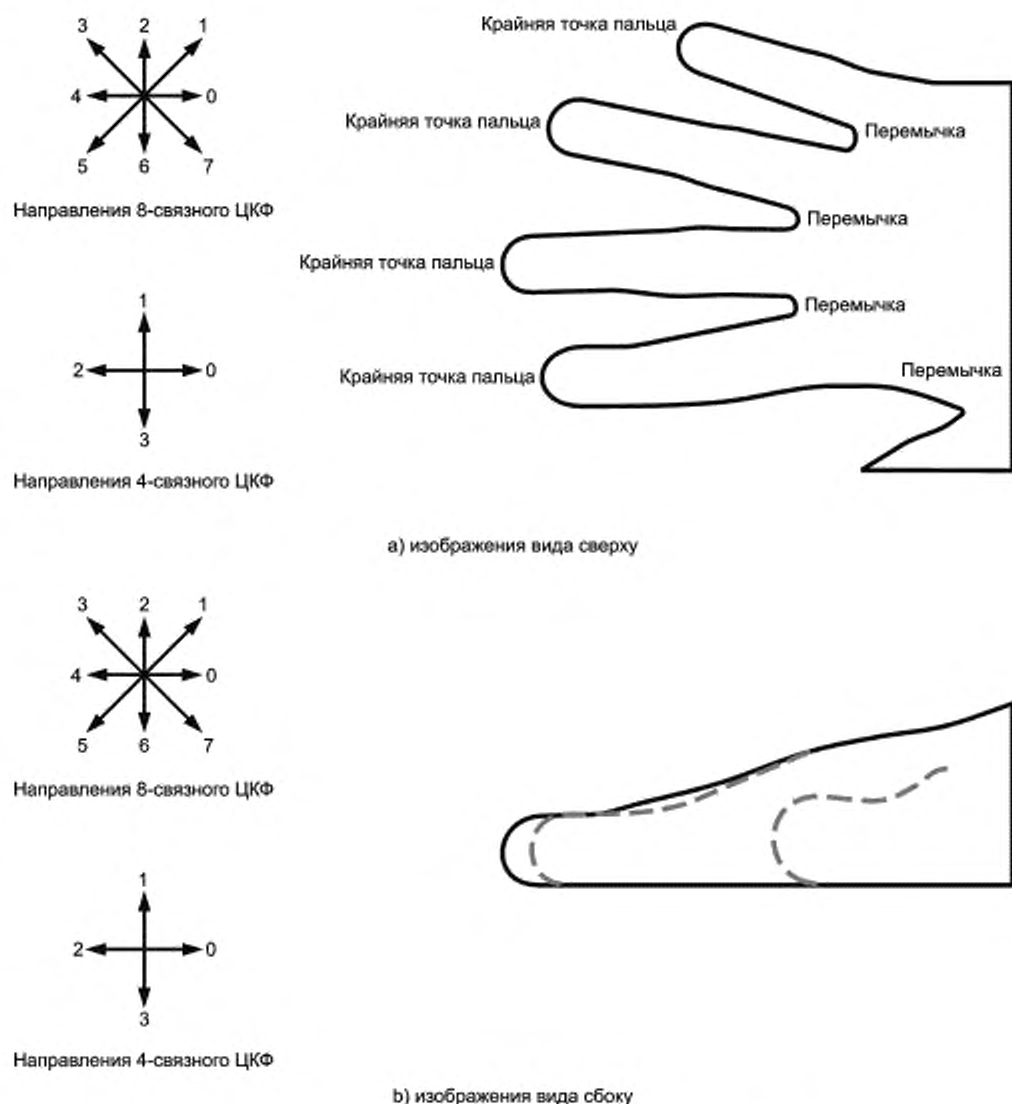 3 2 1
4 0
5 6 7
Направления 8-связного ЦКФ
1
2 0
3
Направления 4-связного ЦКФ
Крайняя точка пальца
Крайняя точка пальца
Перемычка
Перемычка
Крайняя точка пальца
Перемычка
Крайняя точка пальца
Перемычка
а) изображения вида сверху
3 2 1
4 0
5 6 7
Направления 8-связного ЦКФ
1
2 0
3
Направления 4-связного ЦКФ
b) изображения вида сбоку